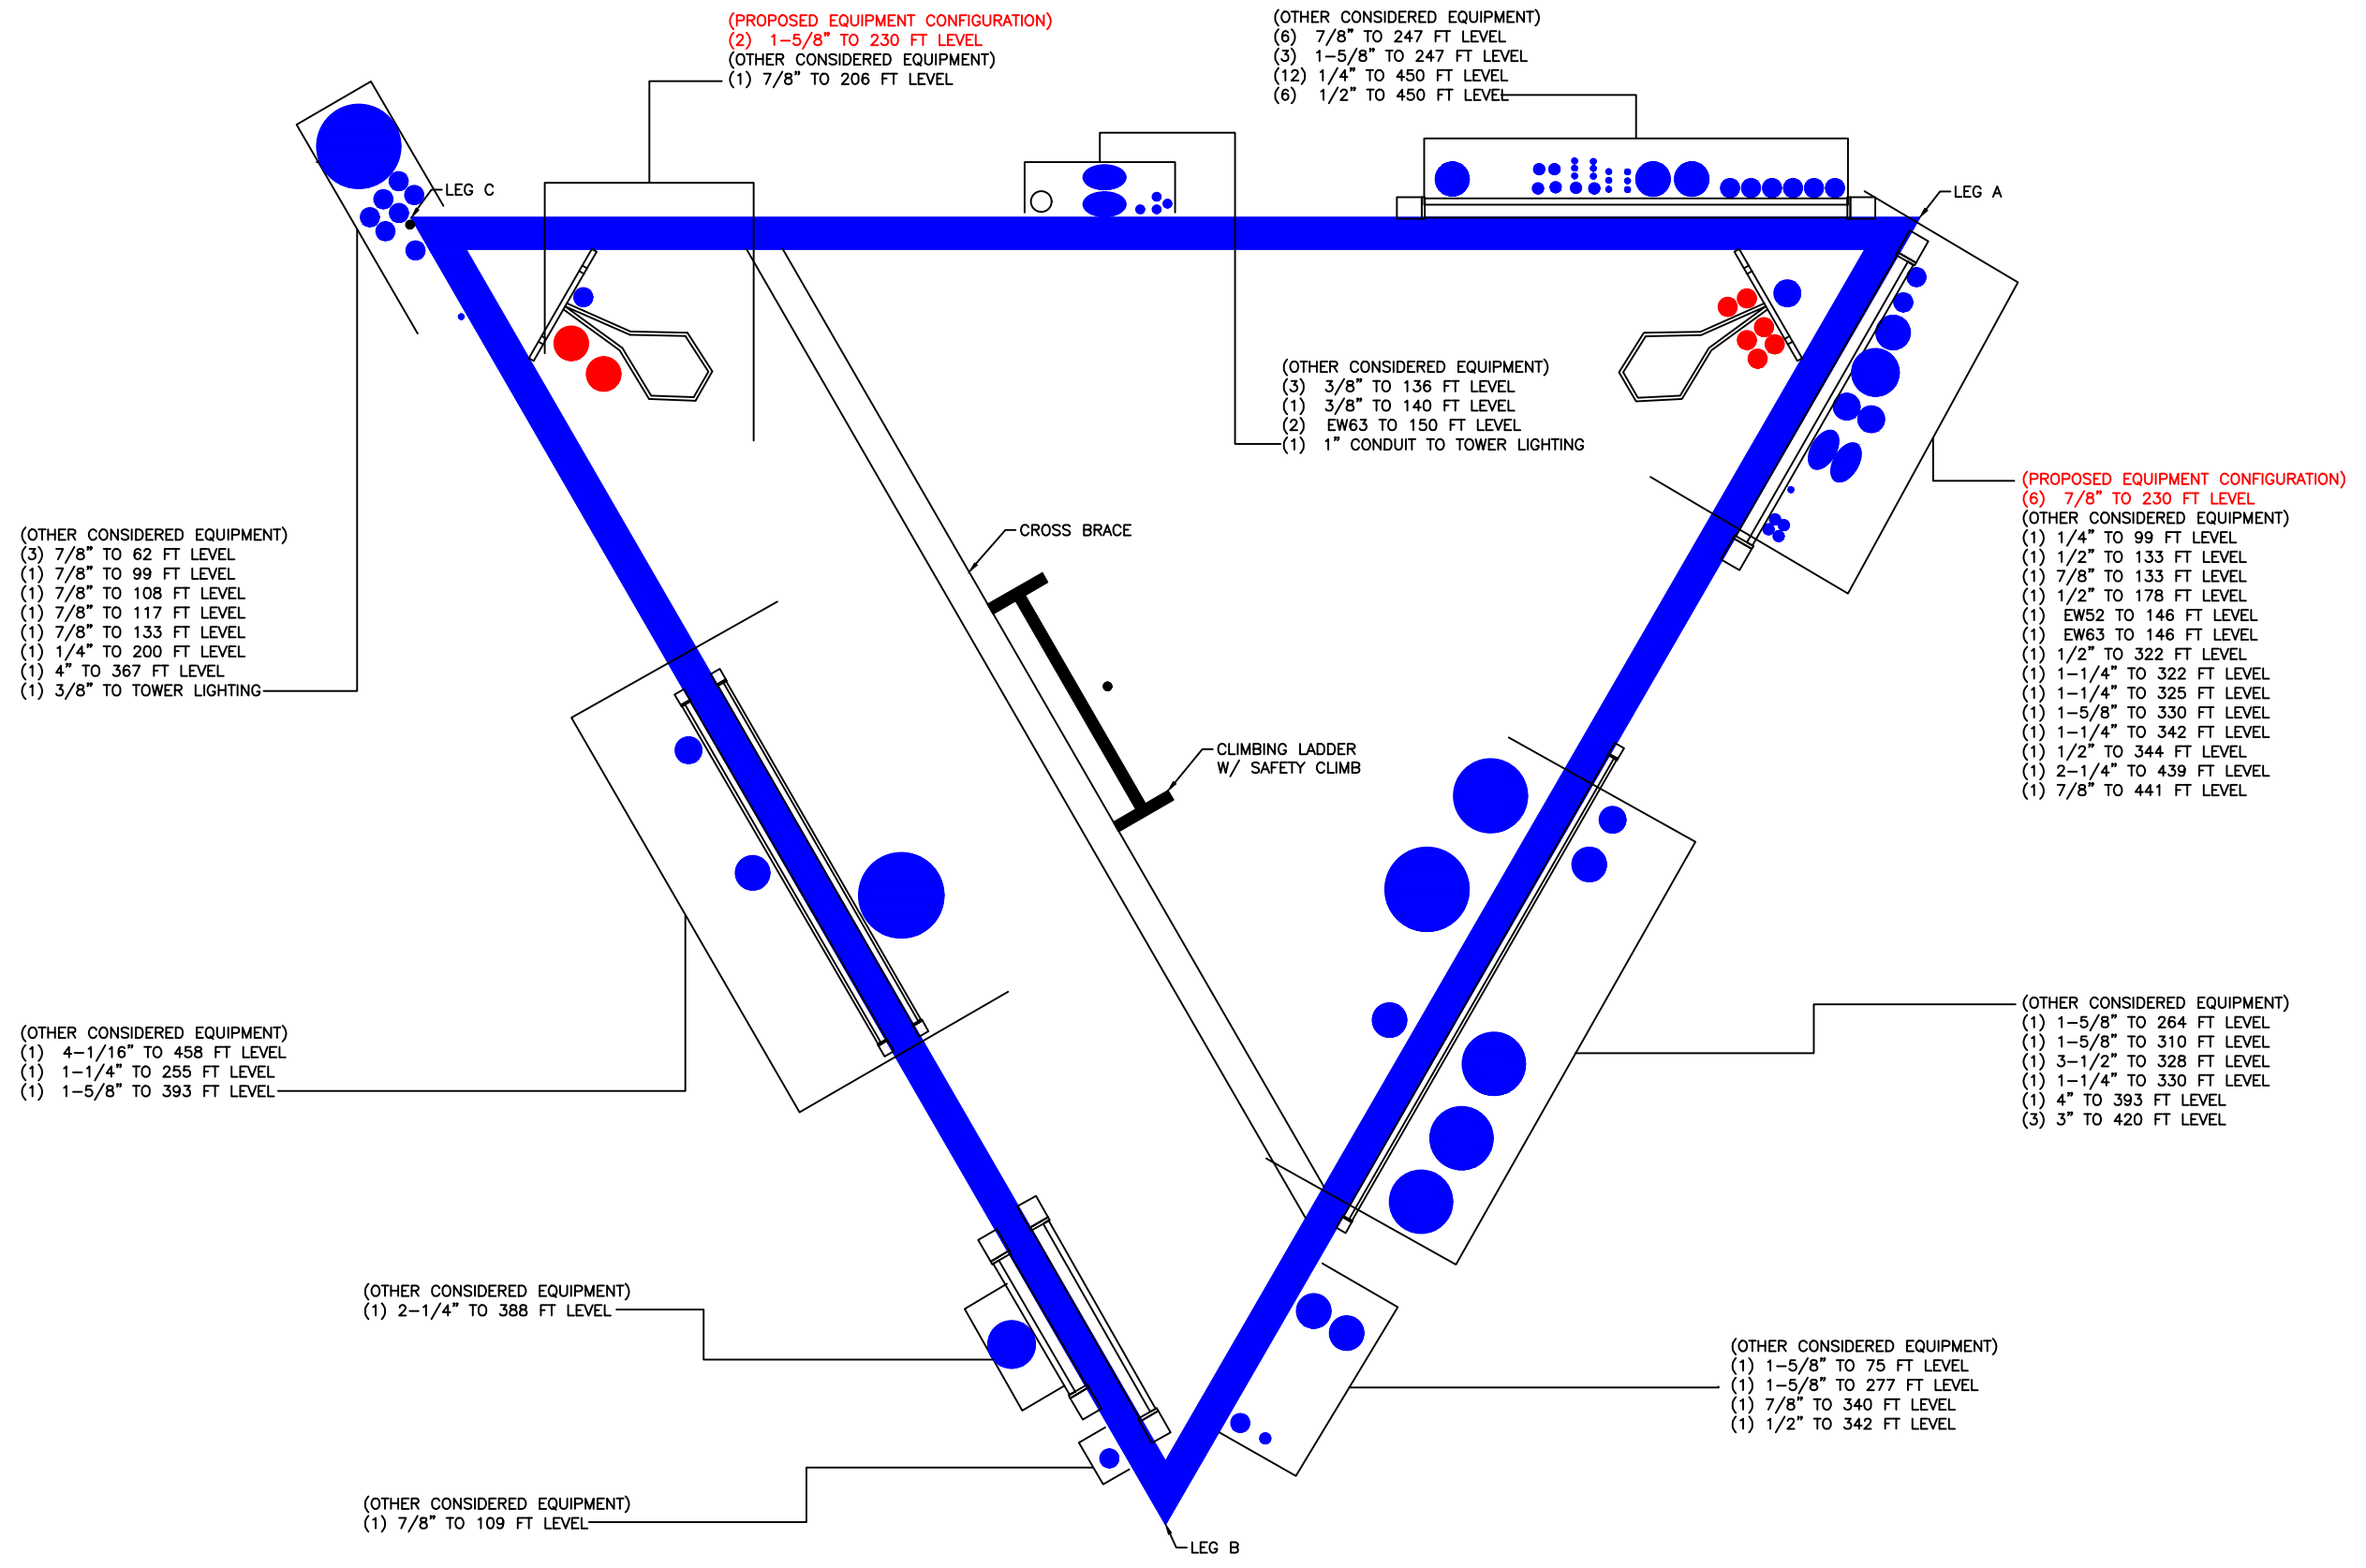 (PROPOSED EQUIPMENT CONFIGURATION)
(2) 1-5/8" TO 230 FT LEVEL
(OTHER CONSIDERED EQUIPMENT)
(1) 7/8" TO 206 FT LEVEL
(OTHER CONSIDERED EQUIPMENT)
(6) 7/8" TO 247 FT LEVEL
(3) 1-5/8" TO 247 FT LEVEL
(12) 1/4" TO 450 FT LEVEL
(6) 1/2" TO 450 FT LEVEL
LEG C
LEG A
(OTHER CONSIDERED EQUIPMENT)
(3) 3/8" TO 136 FT LEVEL
(1) 3/8" TO 140 FT LEVEL
(2) EW63 TO 150 FT LEVEL
(1) 1" CONDUIT TO TOWER LIGHTING
(PROPOSED EQUIPMENT CONFIGURATION)
(6) 7/8" TO 230 FT LEVEL
(OTHER CONSIDERED EQUIPMENT)
(1) 1/4" TO 99 FT LEVEL
(1) 1/2" TO 133 FT LEVEL
(1) 7/8" TO 133 FT LEVEL
(1) 1/2" TO 178 FT LEVEL
(1) EW52 TO 146 FT LEVEL
(1) EW63 TO 146 FT LEVEL
(1) 1/2" TO 322 FT LEVEL
(1) 1-1/4" TO 322 FT LEVEL
(1) 1-1/4" TO 325 FT LEVEL
(1) 1-5/8" TO 330 FT LEVEL
(1) 1-1/4" TO 342 FT LEVEL
(1) 1/2" TO 344 FT LEVEL
(1) 2-1/4" TO 439 FT LEVEL
(1) 7/8" TO 441 FT LEVEL
(OTHER CONSIDERED EQUIPMENT)
(3) 7/8" TO 62 FT LEVEL
(1) 7/8" TO 99 FT LEVEL
(1) 7/8" TO 108 FT LEVEL
(1) 7/8" TO 117 FT LEVEL
(1) 7/8" TO 133 FT LEVEL
(1) 1/4" TO 200 FT LEVEL
(1) 4" TO 367 FT LEVEL
(1) 3/8" TO TOWER LIGHTING
CROSS BRACE
CLIMBING LADDER
W/ SAFETY CLIMB
(OTHER CONSIDERED EQUIPMENT)
(1) 4-1/16" TO 458 FT LEVEL
(1) 1-1/4" TO 255 FT LEVEL
(1) 1-5/8" TO 393 FT LEVEL
(OTHER CONSIDERED EQUIPMENT)
(1) 1-5/8" TO 264 FT LEVEL
(1) 1-5/8" TO 310 FT LEVEL
(1) 3-1/2" TO 328 FT LEVEL
(1) 1-1/4" TO 330 FT LEVEL
(1) 4" TO 393 FT LEVEL
(3) 3" TO 420 FT LEVEL
(OTHER CONSIDERED EQUIPMENT)
(1) 2-1/4" TO 388 FT LEVEL
(OTHER CONSIDERED EQUIPMENT)
(1) 1-5/8" TO 75 FT LEVEL
(1) 1-5/8" TO 277 FT LEVEL
(1) 7/8" TO 340 FT LEVEL
(1) 1/2" TO 342 FT LEVEL
(OTHER CONSIDERED EQUIPMENT)
(1) 7/8" TO 109 FT LEVEL
LEG B